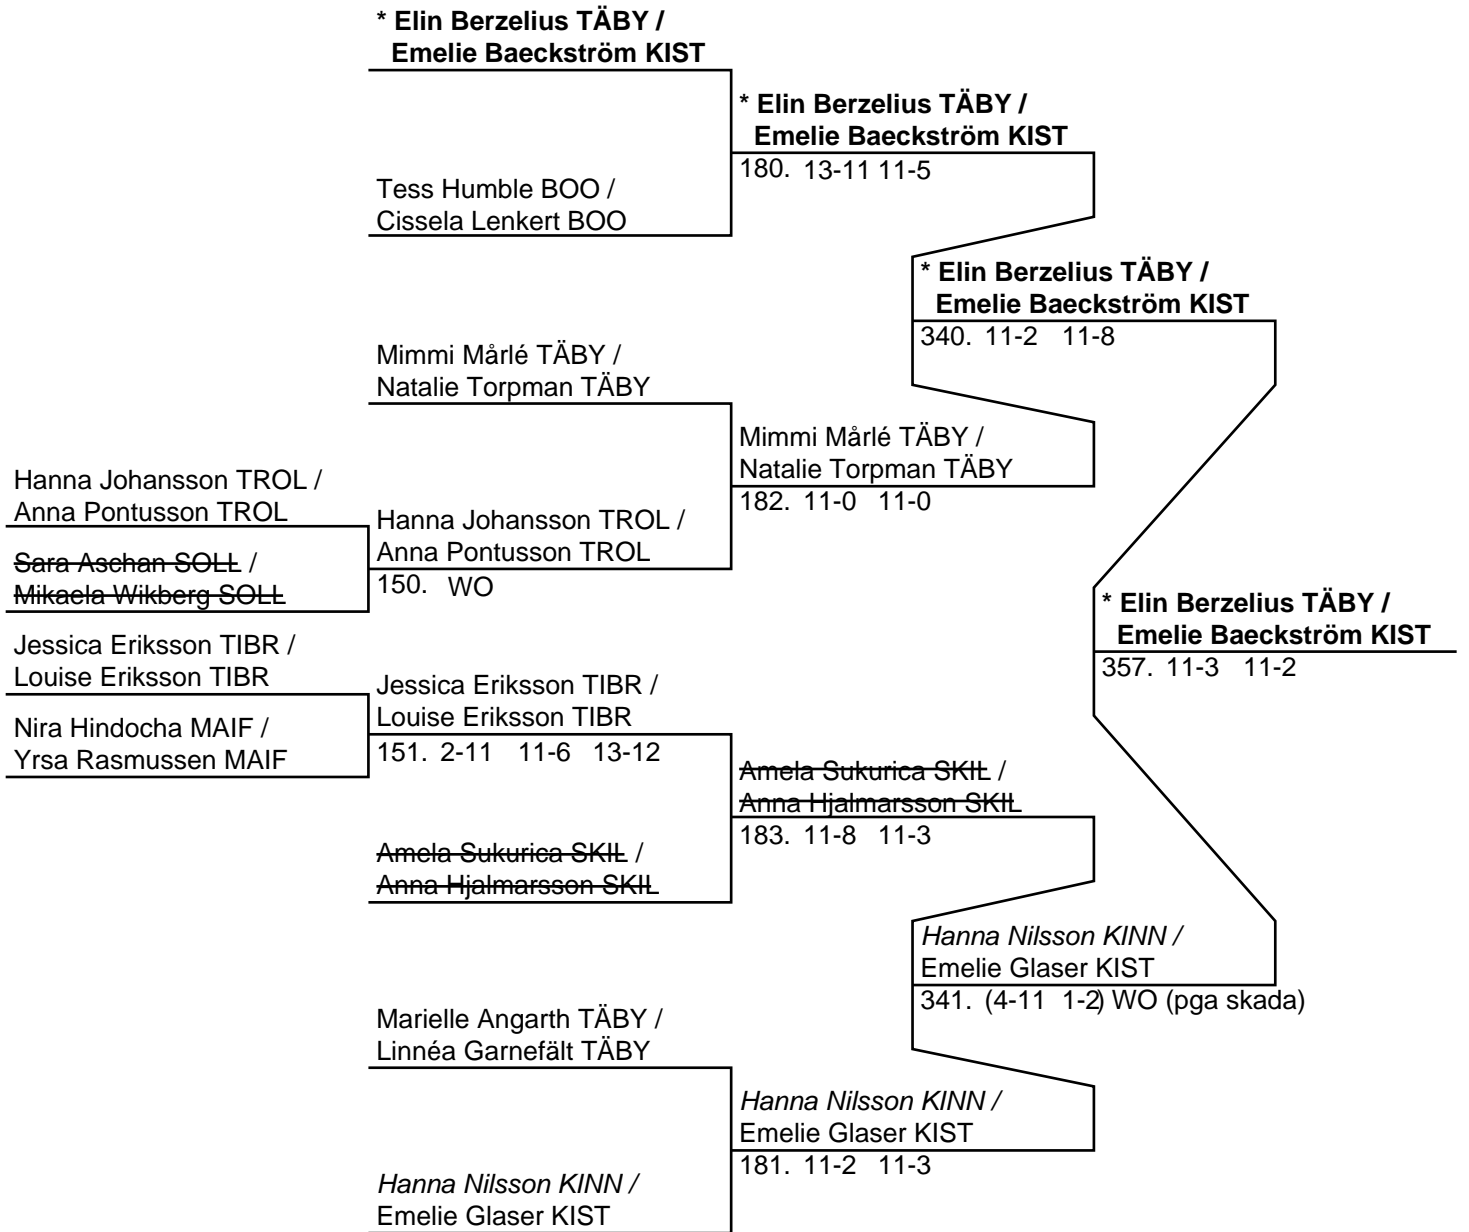 * Elin Berzelius TÄBY /
Emelie Baeckström KIST
* Elin Berzelius TÄBY /
Emelie Baeckström KIST
180. 13-11 11-5
Tess Humble BOO /
Cissela Lenkert BOO
* Elin Berzelius TÄBY /
Emelie Baeckström KIST
340. 11-2 11-8
Mimmi Mårlé TÄBY /
Natalie Torpman TÄBY
Mimmi Mårlé TÄBY /
Natalie Torpman TÄBY
182. 11-0 11-0
Hanna Johansson TROL /
Anna Pontusson TROL
Hanna Johansson TROL /
Anna Pontusson TROL
150. WO
Sara Aschan SOLL /
Mikaela Wikberg SOLL
* Elin Berzelius TÄBY /
Emelie Baeckström KIST
357. 11-3 11-2
Jessica Eriksson TIBR /
Louise Eriksson TIBR
Jessica Eriksson TIBR /
Louise Eriksson TIBR
151. 2-11 11-6 13-12
Nira Hindocha MAIF /
Yrsa Rasmussen MAIF
Amela Sukurica SKIL /
Anna Hjalmarsson SKIL
183. 11-8 11-3
Amela Sukurica SKIL /
Anna Hjalmarsson SKIL
Hanna Nilsson KINN /
Emelie Glaser KIST
341. (4-11 1-2) WO (pga skada)
Marielle Angarth TÄBY /
Linnéa Garnefält TÄBY
Hanna Nilsson KINN /
Emelie Glaser KIST
181. 11-2 11-3
Hanna Nilsson KINN /
Emelie Glaser KIST